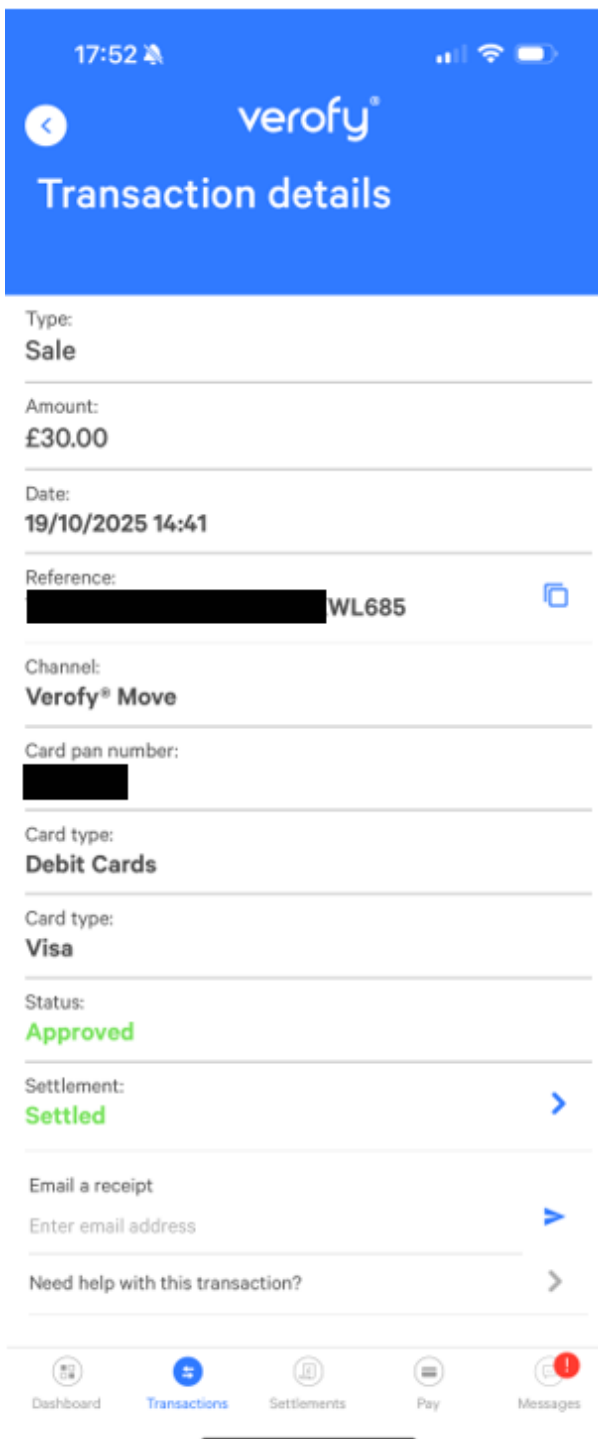 17:52
verofy®
Transaction details
Type:
Sale
Amount:
£30.00
Date:
19/10/2025 14:41
Reference:
WL685
Channel:
Verofy® Move
Card pan number:
Card type:
Debit Cards
Card type:
Visa
Status:
Approved
Settlement:
Settled
Email a receipt
Enter email address
Need help with this transaction?
Dashboard Transactions Settlements Pay Messages